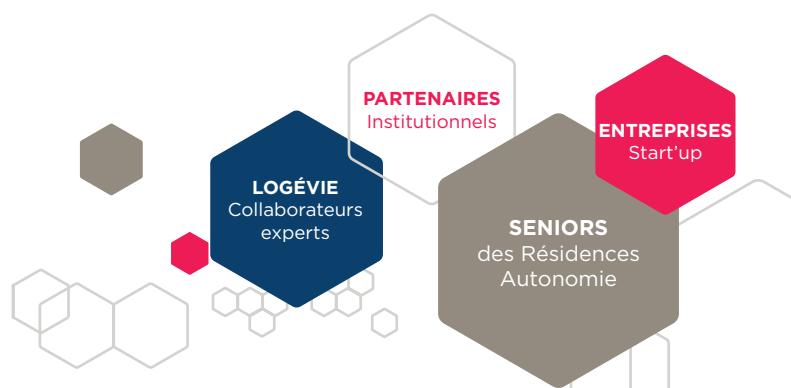 PARTENAIRES
Institutionnels
ENTREPRISES
Start'up
LOGÉVIE
Collaborateurs
experts
SENIORS
des Résidences
Autonomie